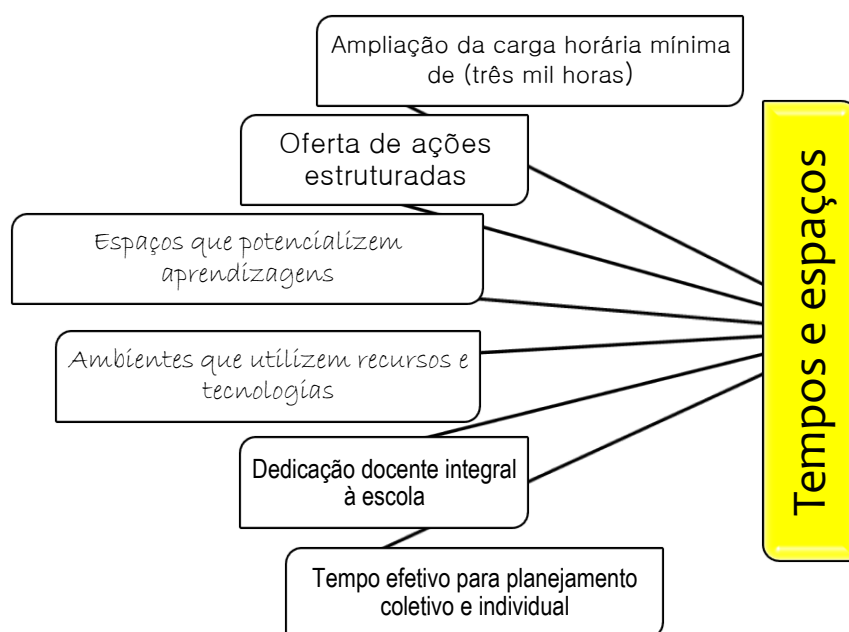 Ampliação da carga horária mínima
de (três mil horas)
Oferta de ações
estruturadas
Espaços que potencializem
aprendizagens
Ambientes que utilizem recursos e
tecnologias
Dedicação docente integral
à escola
Tempo efetivo para planejamento
coletivo e individual
Tempos e espaços